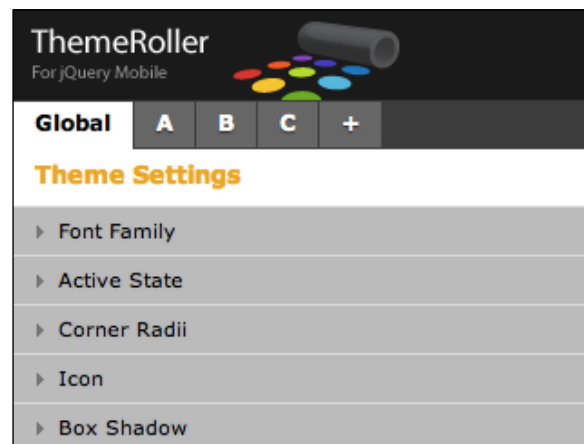 ThemeRoller
For jQuery Mobile
Global A B C +
Theme Settings
Font Family
Active State
Corner Radii
Icon
Box Shadow